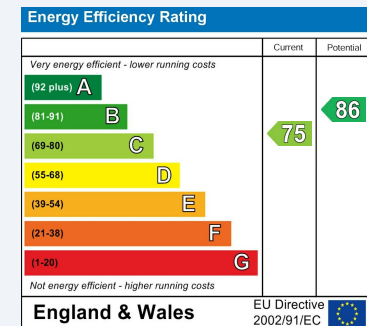 Energy Efficiency Rating
Current Potential
Very energy efficient - lower running costs
(92 plus) A
(81-91) B
86
(69-80) C
75
(55-68) D
(39-54) E
(21-38) F
(1-20) G
Not energy efficient - higher running costs
England & Wales
EU Directive
2002/91/EC